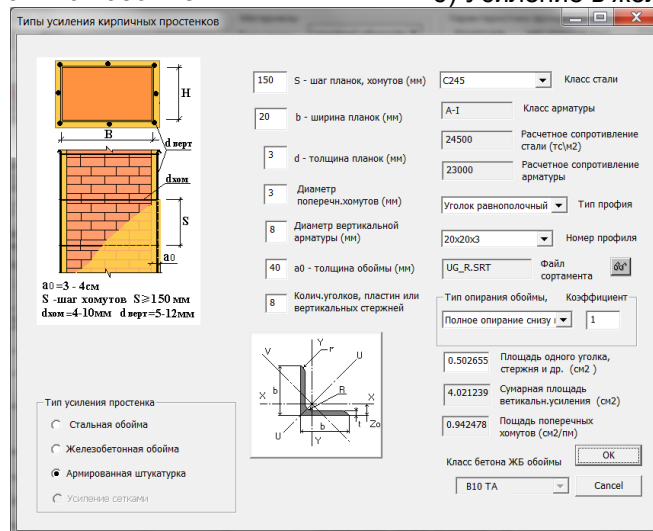 Типы усиления кирпичных простенков
H
B
d верт
dхом
S
a0
a0 =3 - 4см
S -шаг хомутов S≥150 мм
dхом=4-10мм d верт=5-12мм
150 S - шаг планок, хомутов (мм)
20 b - ширина планок (мм)
3 d - толщина планок (мм)
3 Диаметр
поперечн.хомутов (мм)
8 Диаметр вертикальной
арматуры (мм)
40 a0 - толщина обоймы (мм)
8 Колич.уголков, пластин или
вертикальных стержней
C245 Класс стали
A-I Класс арматуры
24500 Расчетное сопротивление
стали (тс\м2)
23000 Расчетное сопротивление
арматуры
Уголок равнополочный Тип профия
20x20x3 Номер профиля
UG_R.SRT Файл
сортамента
Тип опирания обоймы, Коэффициент
Полное опирание снизу 1
0.502655 Площадь одного уголка,
стержня и др. (см2 )
4.021239 Сумарная площадь
ветикальн.усиления (см2)
0.942478 Пощадь поперечных
хомутов (см2/пм)
Класс бетона ЖБ обоймы OK
B10 ТА Cancel
V Y r U
b R
X X
t Zo
U b Y V
Тип усиления простенка
Стальная обойма
Железобетонная обойма
Армированная штукатурка
Усиление сетками